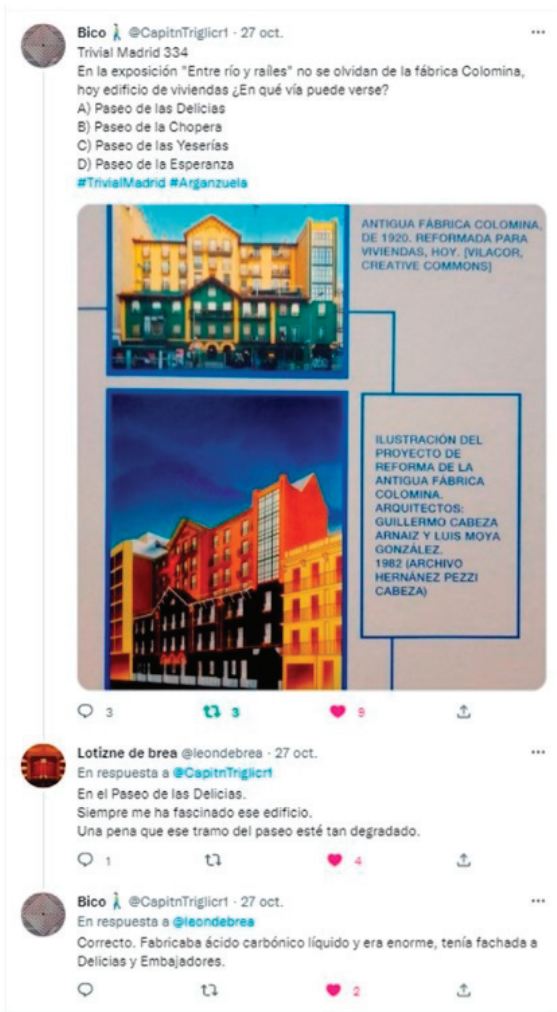 Bico @CapitnTriglicr1 · 27 oct.
Trivial Madrid 334
En la exposición "Entre río y raíles" no se olvidan de la fábrica Colomina,
hoy edificio de viviendas ¿En qué vía puede verse?
A) Paseo de las Delicias
B) Paseo de la Chopera
C) Paseo de las Yeserías
D) Paseo de la Esperanza
#TrivialMadrid #Arganzuela
ANTIGUA FÁBRICA COLOMINA,
DE 1920. REFORMADA PARA
VIVIENDAS, HOY. [VILACOR,
CREATIVE COMMONS]
ILUSTRACIÓN DEL
PROYECTO DE
REFORMA DE LA
ANTIGUA FÁBRICA
COLOMINA.
ARQUITECTOS:
GUILLERMO CABEZA
ARNAIZ Y LUIS MOYA
GONZÁLEZ.
1982 (ARCHIVO
HERNÁNEZ PEZZI
CABEZA)
3 3 9
Lotizne de brea @leondebrea · 27 oct.
En respuesta a @CapitnTriglicr1
En el Paseo de las Delicias.
Siempre me ha fascinado ese edificio.
Una pena que ese tramo del paseo esté tan degradado.
1 4
Bico @CapitnTriglicr1 · 27 oct.
En respuesta a @leondebrea
Correcto. Fabricaba ácido carbónico líquido y era enorme, tenía fachada a
Delicias y Embajadores.
2